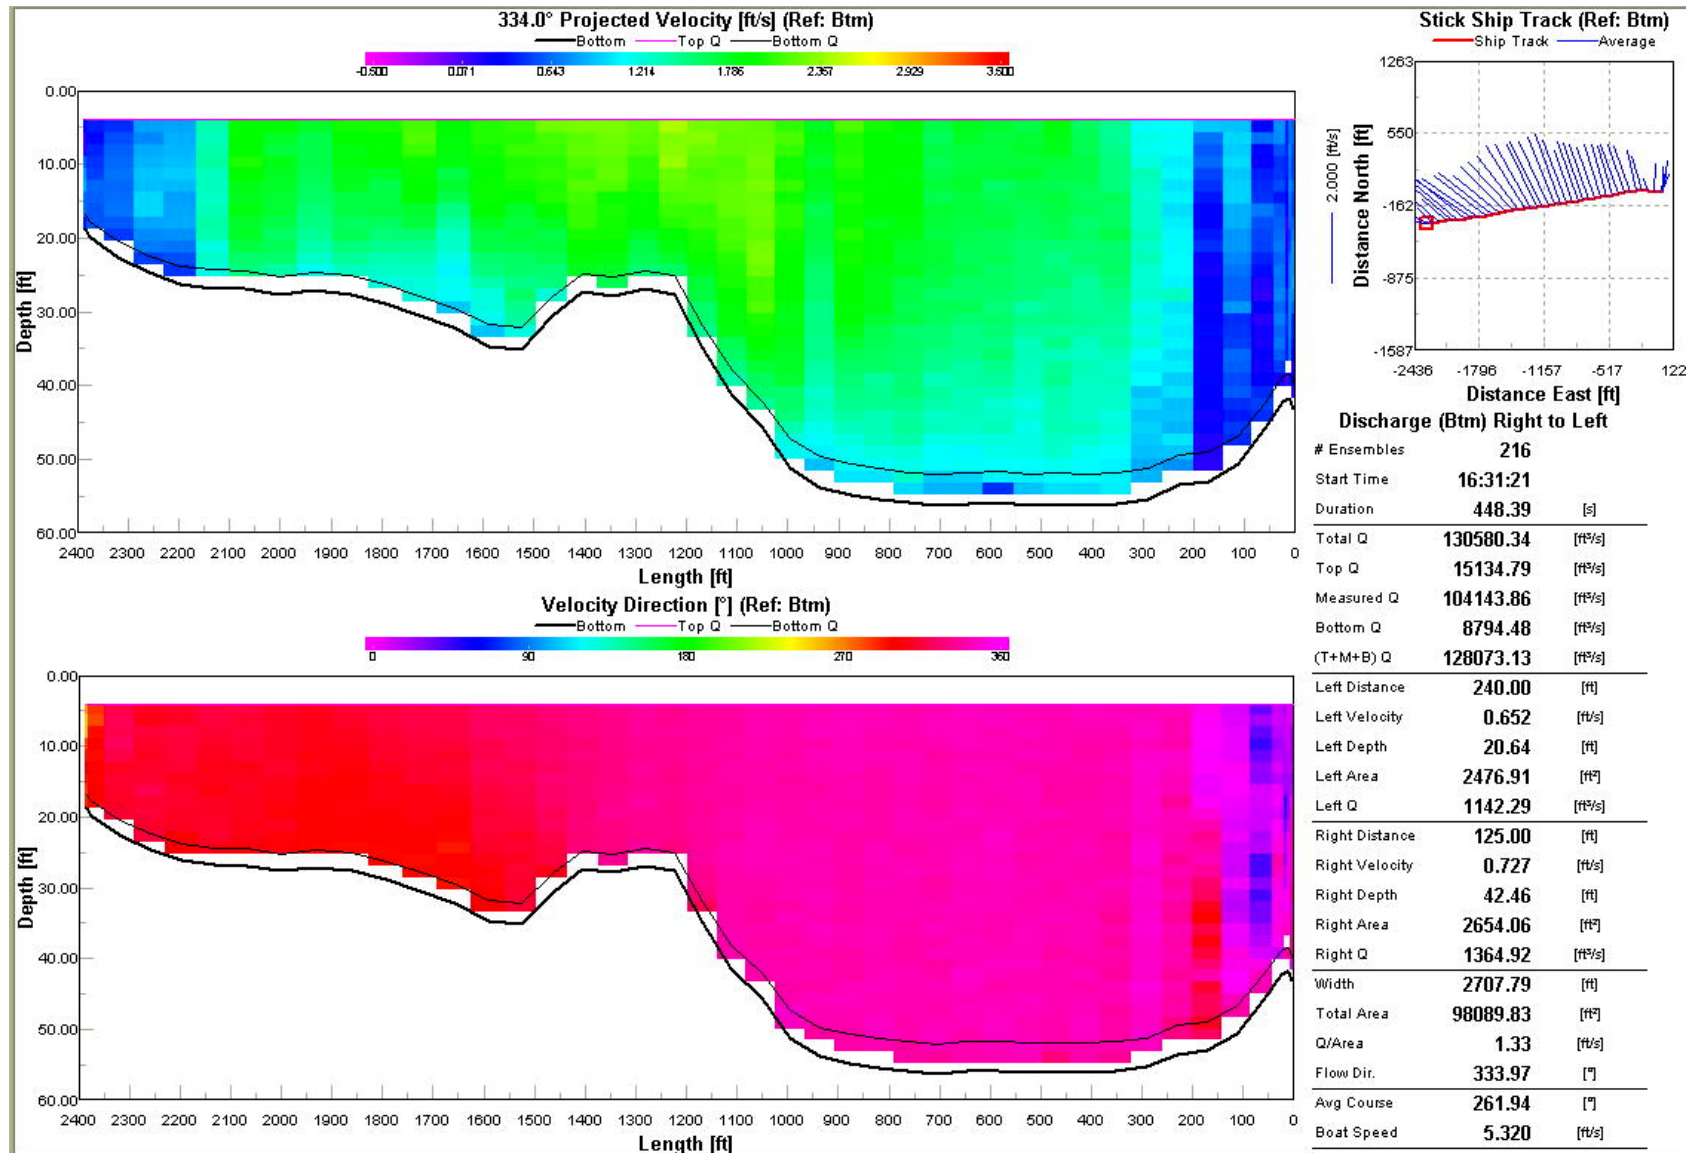 334.0° Projected Velocity [ft/s] (Ref: Btm)
Bottom Top Q Bottom Q
-0.500 0.071 0.643 1.214 1.786 2.357 2.929 3.500
0.00
10.00
20.00
30.00
40.00
50.00
60.00
Depth [ft]
2400 2300 2200 2100 2000 1900 1800 1700 1600 1500 1400 1300 1200 1100 1000 900 800 700 600 500 400 300 200 100 0
Length [ft]
Velocity Direction [°] (Ref: Btm)
Bottom Top Q Bottom Q
0 90 180 270 360
0.00
10.00
20.00
30.00
40.00
50.00
60.00
Depth [ft]
2400 2300 2200 2100 2000 1900 1800 1700 1600 1500 1400 1300 1200 1100 1000 900 800 700 600 500 400 300 200 100 0
Length [ft]
Stick Ship Track (Ref: Btm)
Ship Track Average
2.000 [ft/s]
Distance North [ft]
1263
550
-162
-875
-1587
-2436 -1796 -1157 -517 122
Distance East [ft]
Discharge (Btm) Right to Left
# Ensembles 216
Start Time 16:31:21
Duration 448.39 [s]
Total Q 130580.34 [ft³/s]
Top Q 15134.79 [ft³/s]
Measured Q 104143.86 [ft³/s]
Bottom Q 8794.48 [ft³/s]
(T+M+B) Q 128073.13 [ft³/s]
Left Distance 240.00 [ft]
Left Velocity 0.652 [ft/s]
Left Depth 20.64 [ft]
Left Area 2476.91 [ft²]
Left Q 1142.29 [ft³/s]
Right Distance 125.00 [ft]
Right Velocity 0.727 [ft/s]
Right Depth 42.46 [ft]
Right Area 2654.06 [ft²]
Right Q 1364.92 [ft³/s]
Width 2707.79 [ft]
Total Area 98089.83 [ft²]
Q/Area 1.33 [ft/s]
Flow Dir. 333.97 [°]
Avg Course 261.94 [°]
Boat Speed 5.320 [ft/s]